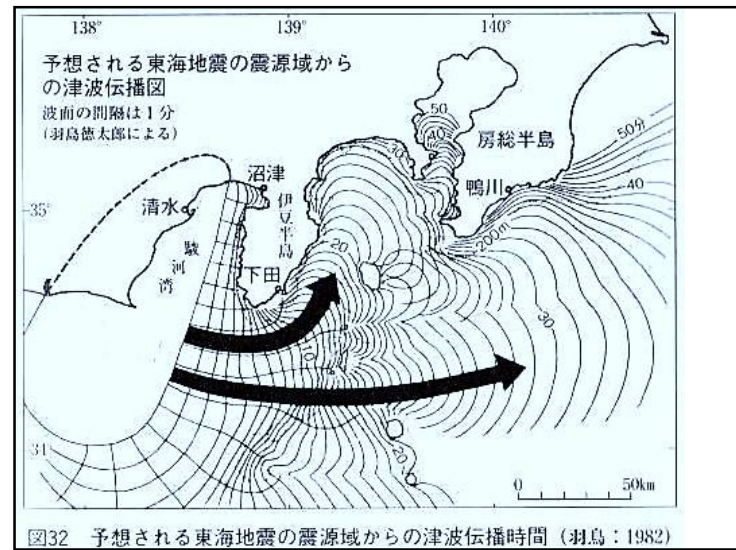 138° 139° 140°
予想される東海地震の震源域から
の津波伝播図
波面の間隔は1分
(羽鳥徳太郎による)
50
40
30
房総半島
50分
40
沼津
鴨川
清水
伊豆半島
35°
200m
駿河湾
20
下田
30
10
34
20
0 50km
図32 予想される東海地震の震源域からの津波伝播時間（羽鳥：1982）